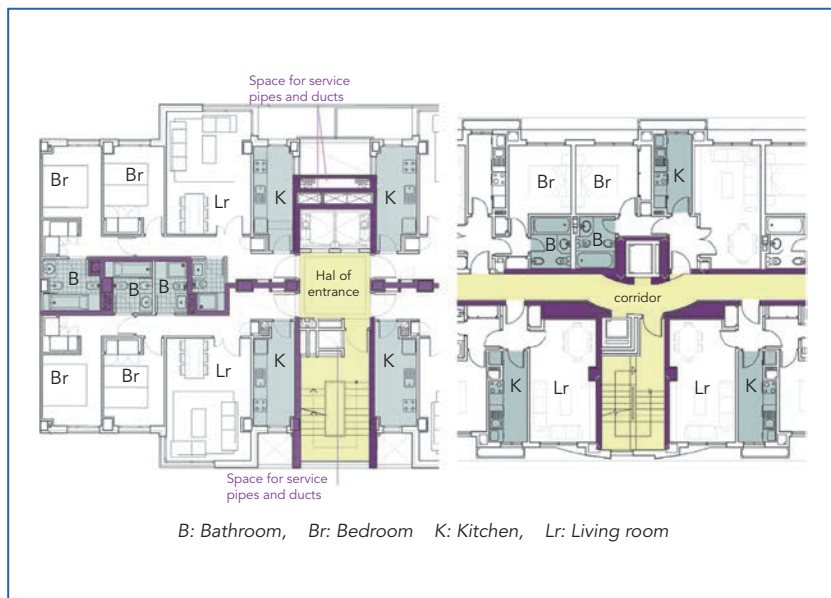 Space for service
pipes and ducts
Br
Br
Lr
K
K
B
B
B
Hal of
entrance
Br
Br
Lr
K
K
Space for service
pipes and ducts
Br
Br
K
B
B
corridor
K
Lr
Lr
K
B: Bathroom, Br: Bedroom K: Kitchen, Lr: Living room